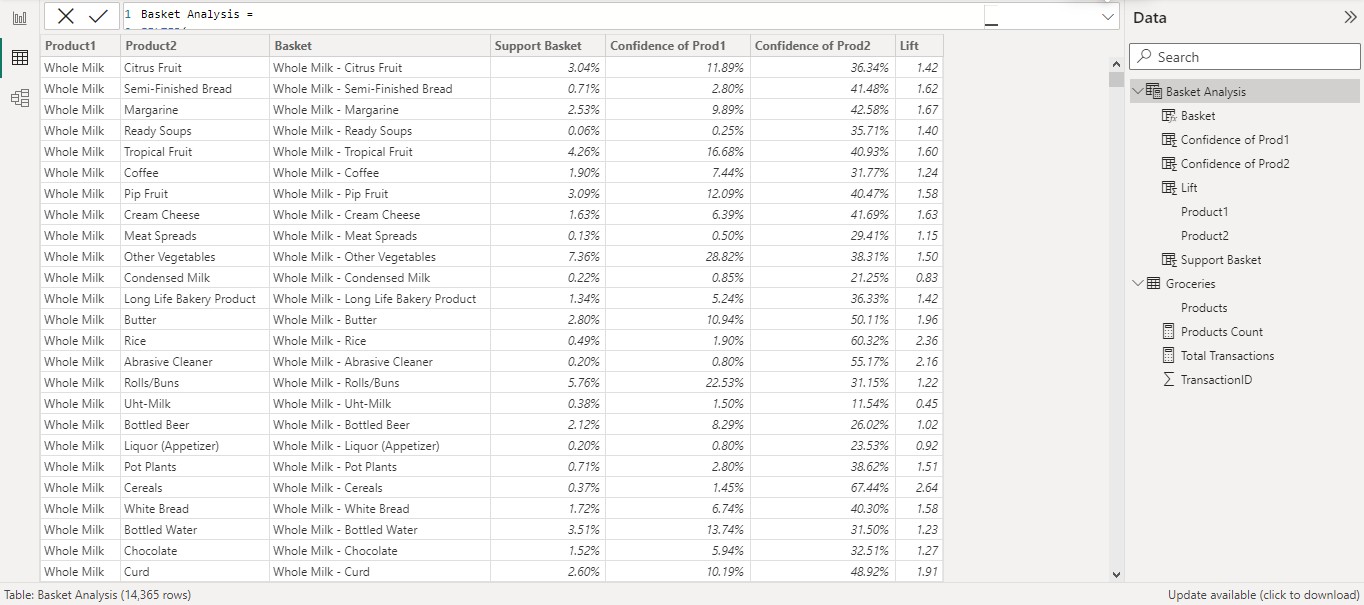 1 Basket Analysis =
Product1 Product2 Basket Support Basket Confidence of Prod1 Confidence of Prod2 Lift
Whole Milk Citrus Fruit Whole Milk - Citrus Fruit 3.04% 11.89% 36.34% 1.42
Whole Milk Semi-Finished Bread Whole Milk - Semi-Finished Bread 0.71% 2.80% 41.48% 1.62
Whole Milk Margarine Whole Milk - Margarine 2.53% 9.89% 42.58% 1.67
Whole Milk Ready Soups Whole Milk - Ready Soups 0.06% 0.25% 35.71% 1.40
Whole Milk Tropical Fruit Whole Milk - Tropical Fruit 4.26% 16.68% 40.93% 1.60
Whole Milk Coffee Whole Milk - Coffee 1.90% 7.44% 31.77% 1.24
Whole Milk Pip Fruit Whole Milk - Pip Fruit 3.09% 12.09% 40.47% 1.58
Whole Milk Cream Cheese Whole Milk - Cream Cheese 1.63% 6.39% 41.69% 1.63
Whole Milk Meat Spreads Whole Milk - Meat Spreads 0.13% 0.50% 29.41% 1.15
Whole Milk Other Vegetables Whole Milk - Other Vegetables 7.36% 28.82% 38.31% 1.50
Whole Milk Condensed Milk Whole Milk - Condensed Milk 0.22% 0.85% 21.25% 0.83
Whole Milk Long Life Bakery Product Whole Milk - Long Life Bakery Product 1.34% 5.24% 36.33% 1.42
Whole Milk Butter Whole Milk - Butter 2.80% 10.94% 50.11% 1.96
Whole Milk Rice Whole Milk - Rice 0.49% 1.90% 60.32% 2.36
Whole Milk Abrasive Cleaner Whole Milk - Abrasive Cleaner 0.20% 0.80% 55.17% 2.16
Whole Milk Rolls/Buns Whole Milk - Rolls/Buns 5.76% 22.53% 31.15% 1.22
Whole Milk Uht-Milk Whole Milk - Uht-Milk 0.38% 1.50% 11.54% 0.45
Whole Milk Bottled Beer Whole Milk - Bottled Beer 2.12% 8.29% 26.02% 1.02
Whole Milk Liquor (Appetizer) Whole Milk - Liquor (Appetizer) 0.20% 0.80% 23.53% 0.92
Whole Milk Pot Plants Whole Milk - Pot Plants 0.71% 2.80% 38.62% 1.51
Whole Milk Cereals Whole Milk - Cereals 0.37% 1.45% 67.44% 2.64
Whole Milk White Bread Whole Milk - White Bread 1.72% 6.74% 40.30% 1.58
Whole Milk Bottled Water Whole Milk - Bottled Water 3.51% 13.74% 31.50% 1.23
Whole Milk Chocolate Whole Milk - Chocolate 1.52% 5.94% 32.51% 1.27
Whole Milk Curd Whole Milk - Curd 2.60% 10.19% 48.92% 1.91
Table: Basket Analysis (14,365 rows)
Data
Search
Basket Analysis
Basket
Confidence of Prod1
Confidence of Prod2
Lift
Product1
Product2
Support Basket
Groceries
Products
Products Count
Total Transactions
TransactionID
Update available (click to download)